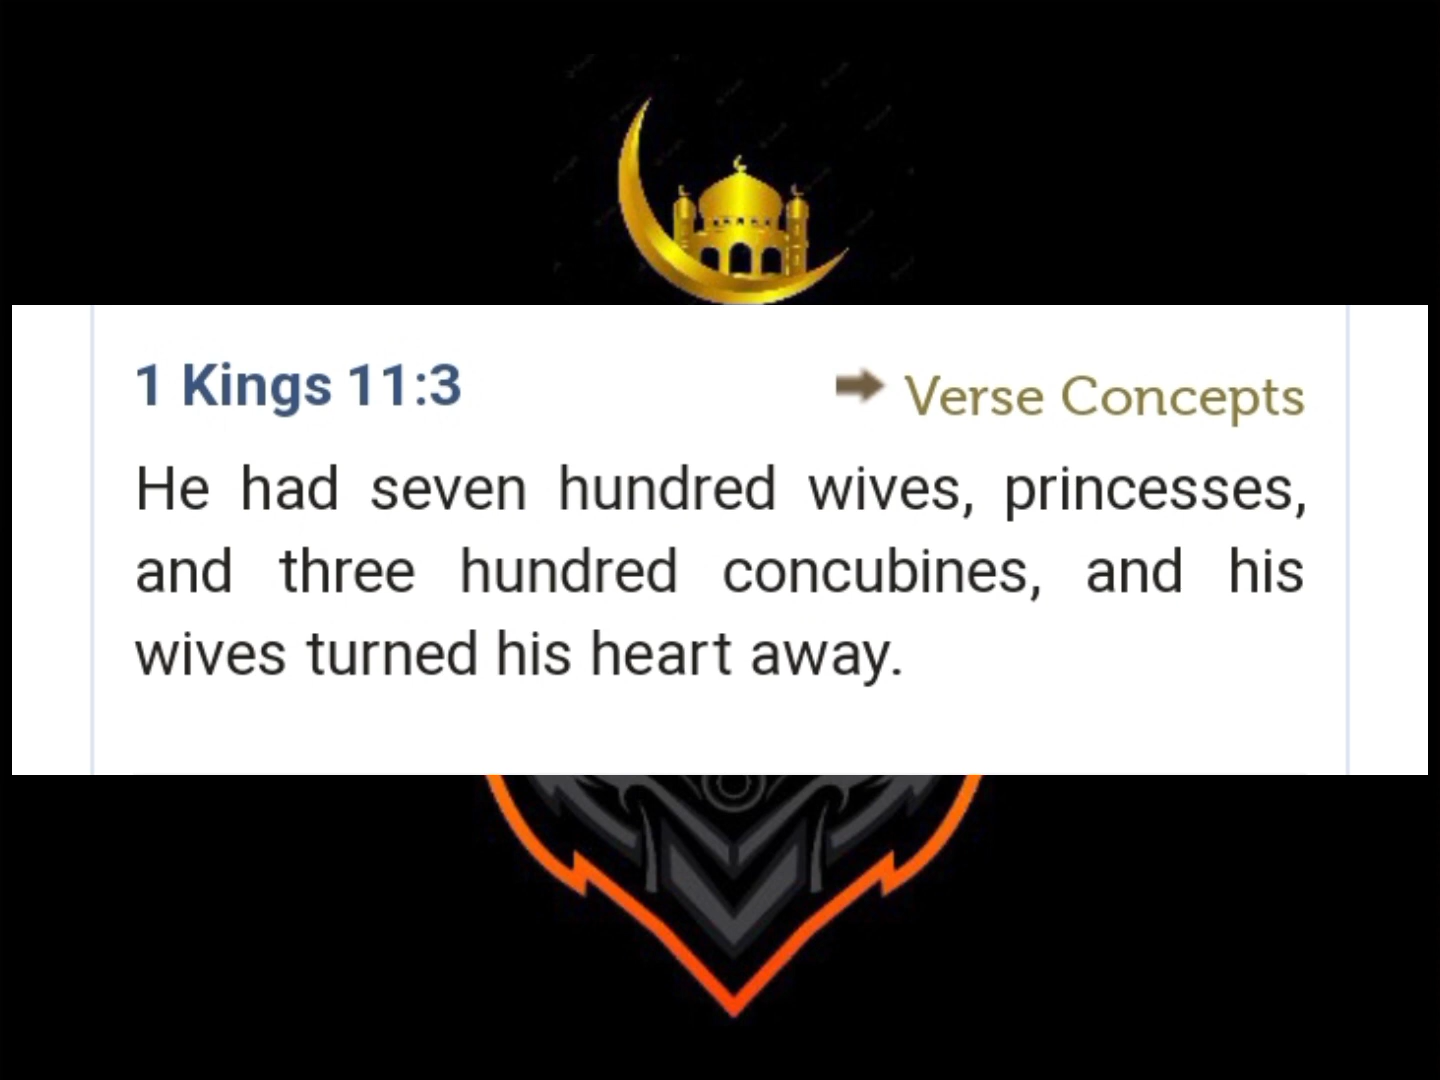 1 Kings 11:3
Verse Concepts
He had seven hundred wives, princesses,
and three hundred concubines, and his
wives turned his heart away.